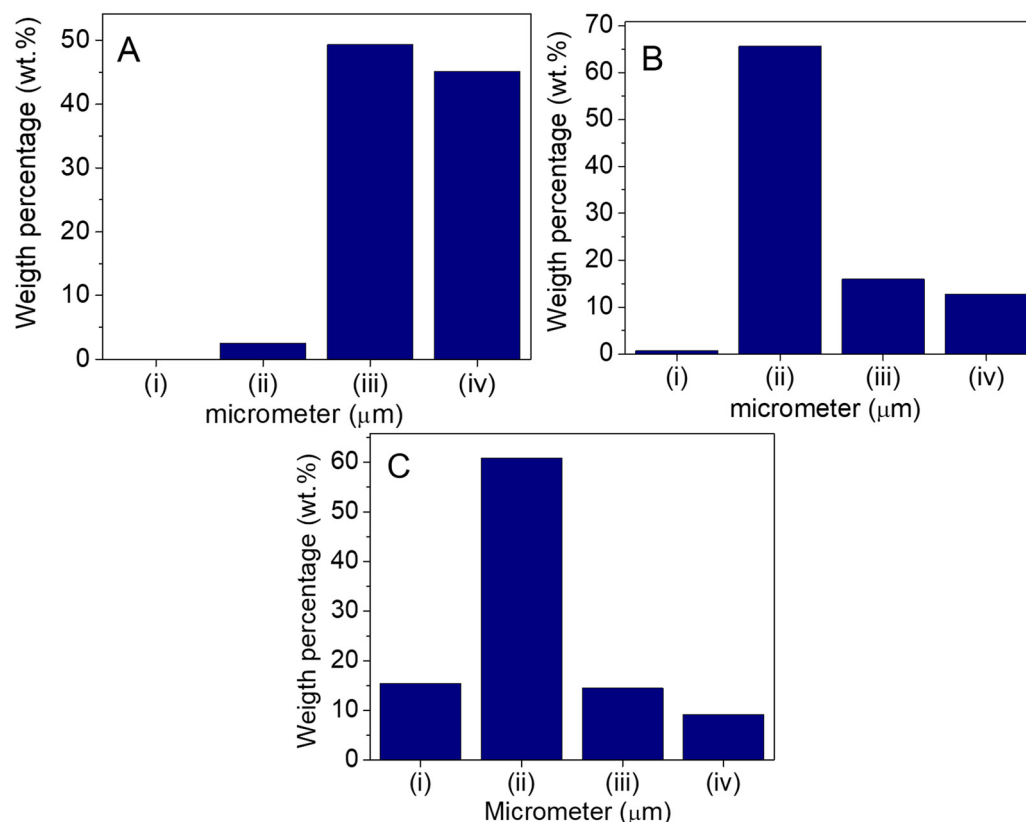 A
Weigth percentage (wt.%)
50
40
30
20
10
0
(i) (ii) (iii) (iv)
micrometer (μm)
B
Weigth percentage (wt.%)
70
60
50
40
30
20
10
0
(i) (ii) (iii) (iv)
micrometer (μm)
C
Weigth percentage (wt.%)
60
50
40
30
20
10
0
(i) (ii) (iii) (iv)
Micrometer (μm)